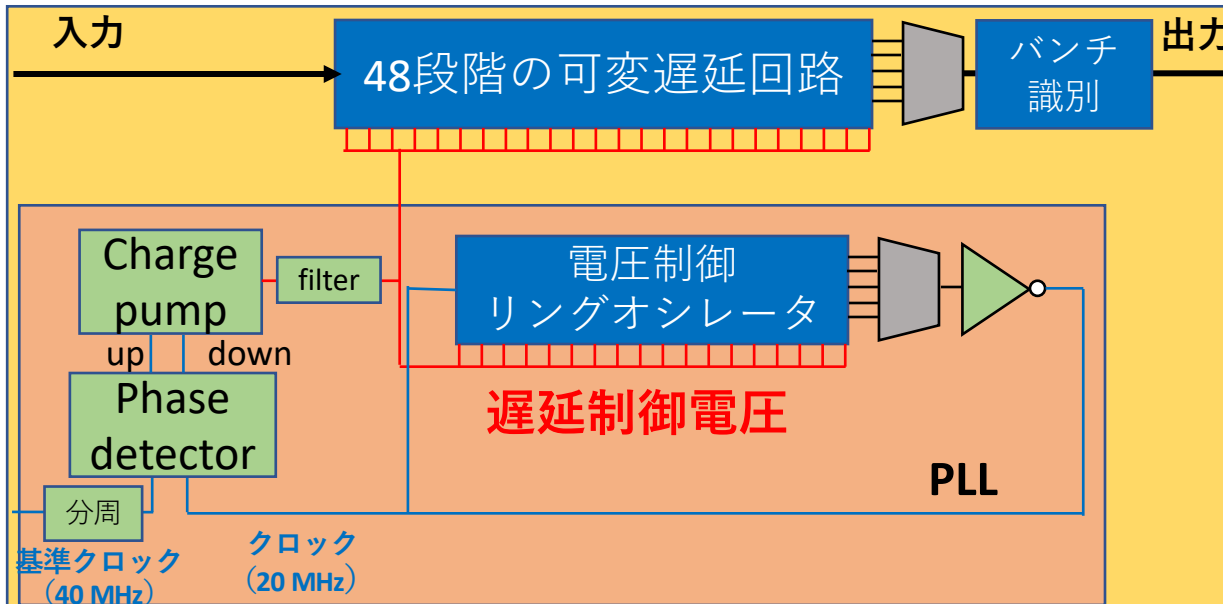 入力
48段階の可変遅延回路
バンチ
識別
出力
Charge
pump
filter
電圧制御
リングオシレータ
up down
Phase
detector
遅延制御電圧
PLL
分周
基準クロック
（40 MHz）
クロック
（20 MHz）